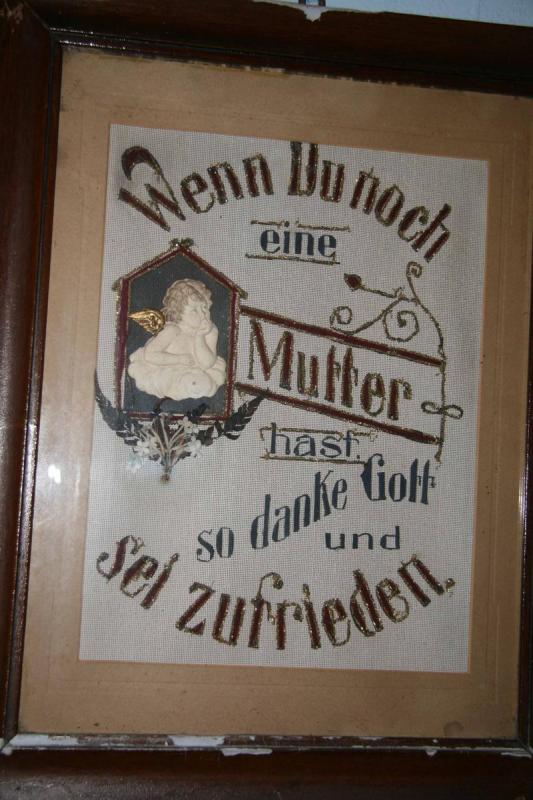 Wenn Du noch
eine
Mutter
hast.
so danke Gott
und
sei zufrieden.